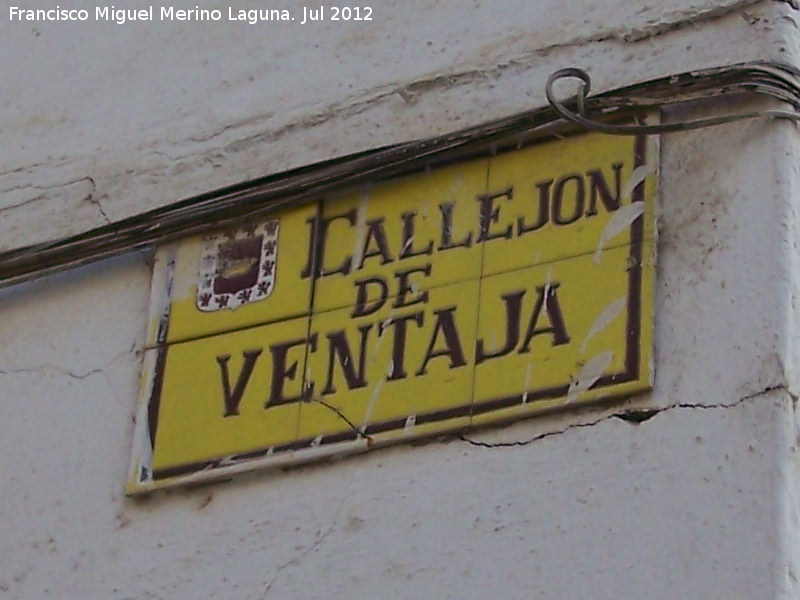 Francisco Miguel Merino Laguna. Jul 2012
CALLEJON
DE
VENTAJA